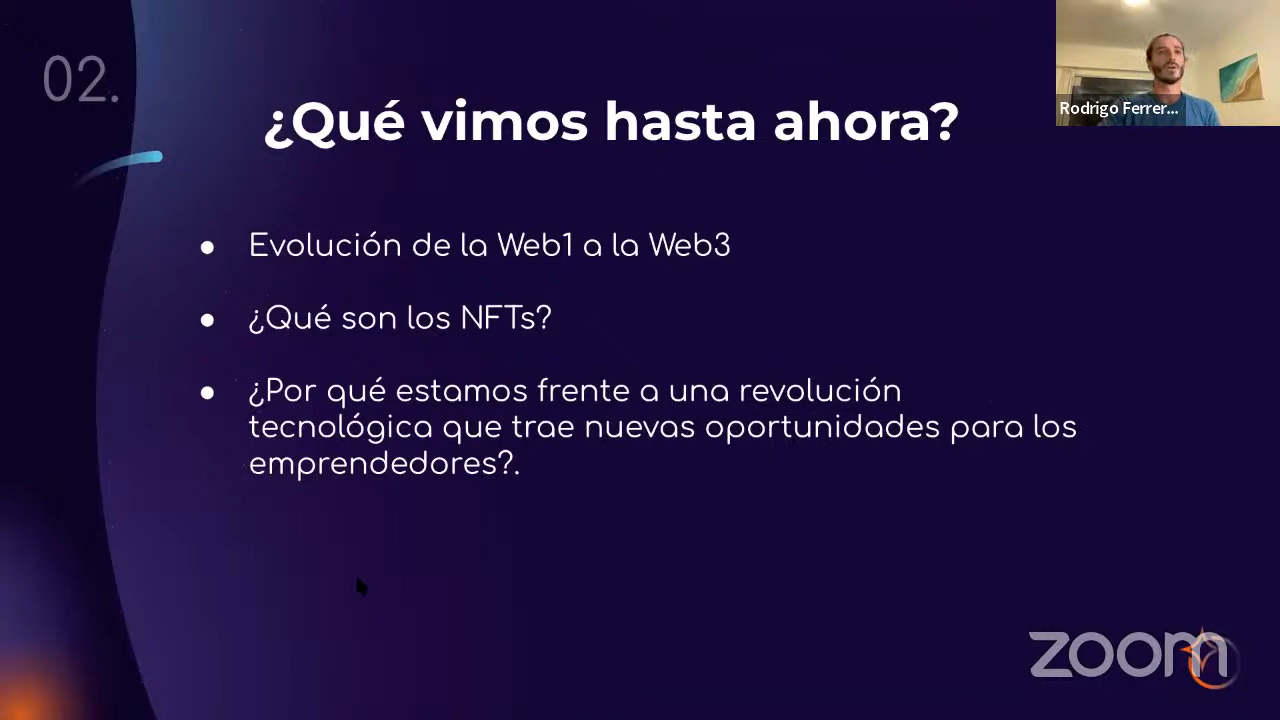 02.
¿Qué vimos hasta ahora?
Rodrigo Ferrer...
● Evolución de la Web1 a la Web3
● ¿Qué son los NFTs?
● ¿Por qué estamos frente a una revolución
tecnológica que trae nuevas oportunidades para los
emprendedores?.
zoom